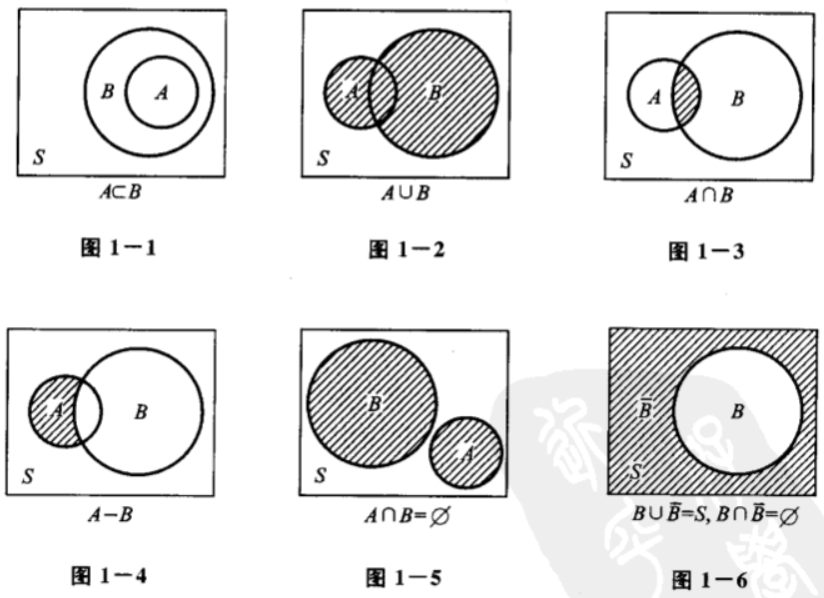 B A S
A B S
A B S
A⊂B A∪B A∩B
图 1-1 图 1-2 图 1-3
A B S
B A S
B̄ B S
A-B A∩B=∅ B∪B̄=S, B∩B̄=∅
图 1-4 图 1-5 图 1-6